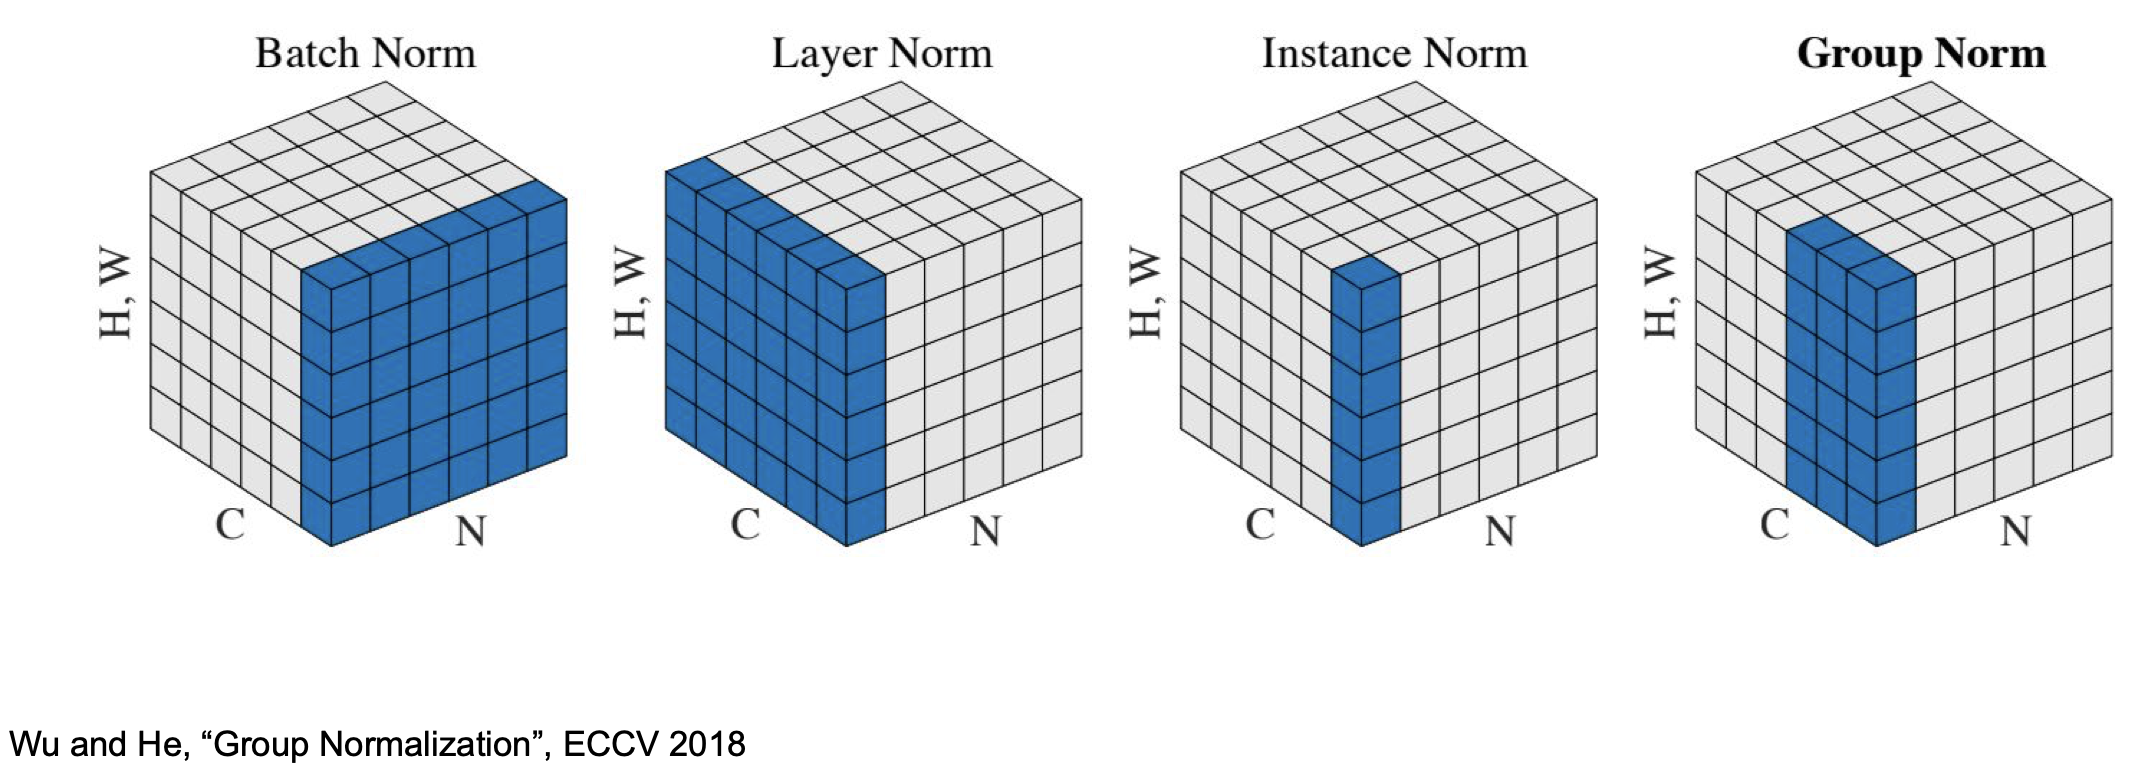 Batch Norm
Layer Norm
Instance Norm
Group Norm
H, W
C
N
H, W
C
N
H, W
C
N
H, W
C
N
Wu and He, “Group Normalization”, ECCV 2018